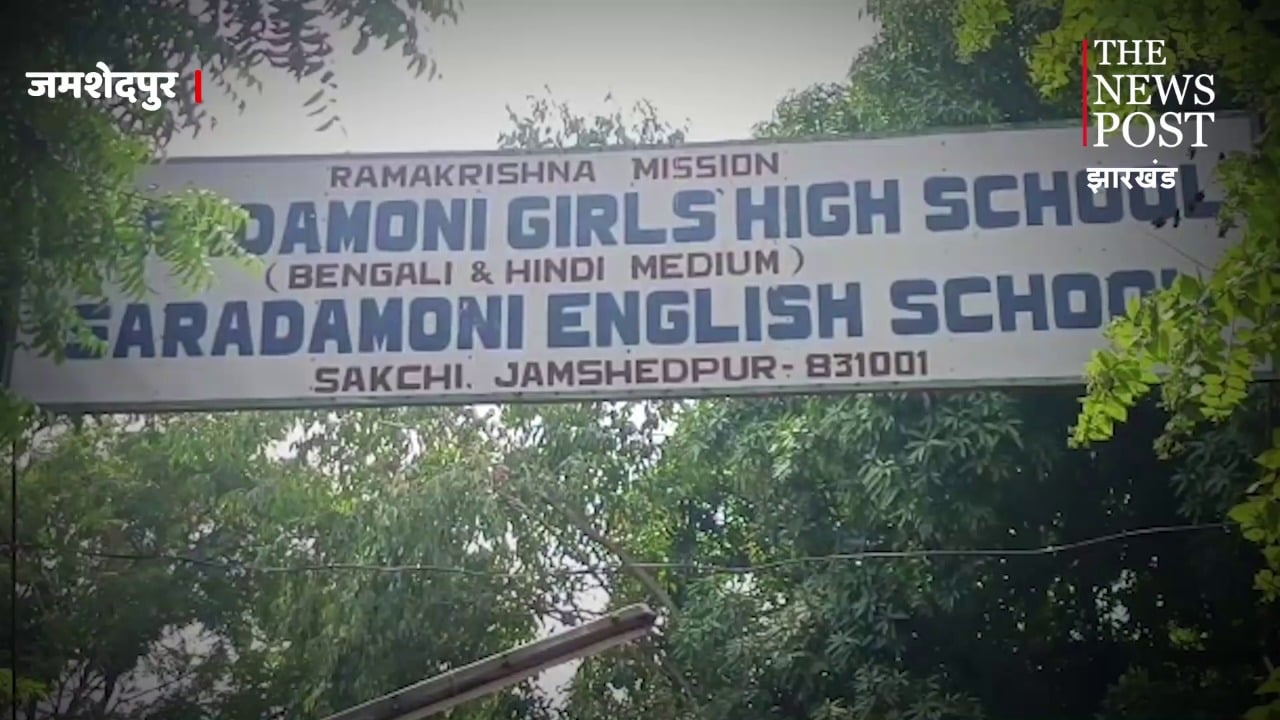 जमशेदपुर
THE
NEWS
POST
झारखंड
RAMAKRISHNA MISSION
GIRLS' HIGH SCHOOL
( BENGALI & HINDI MEDIUM )
SARADAMONI ENGLISH SCHOOL
SAKCHI, JAMSHEDPUR- 831001